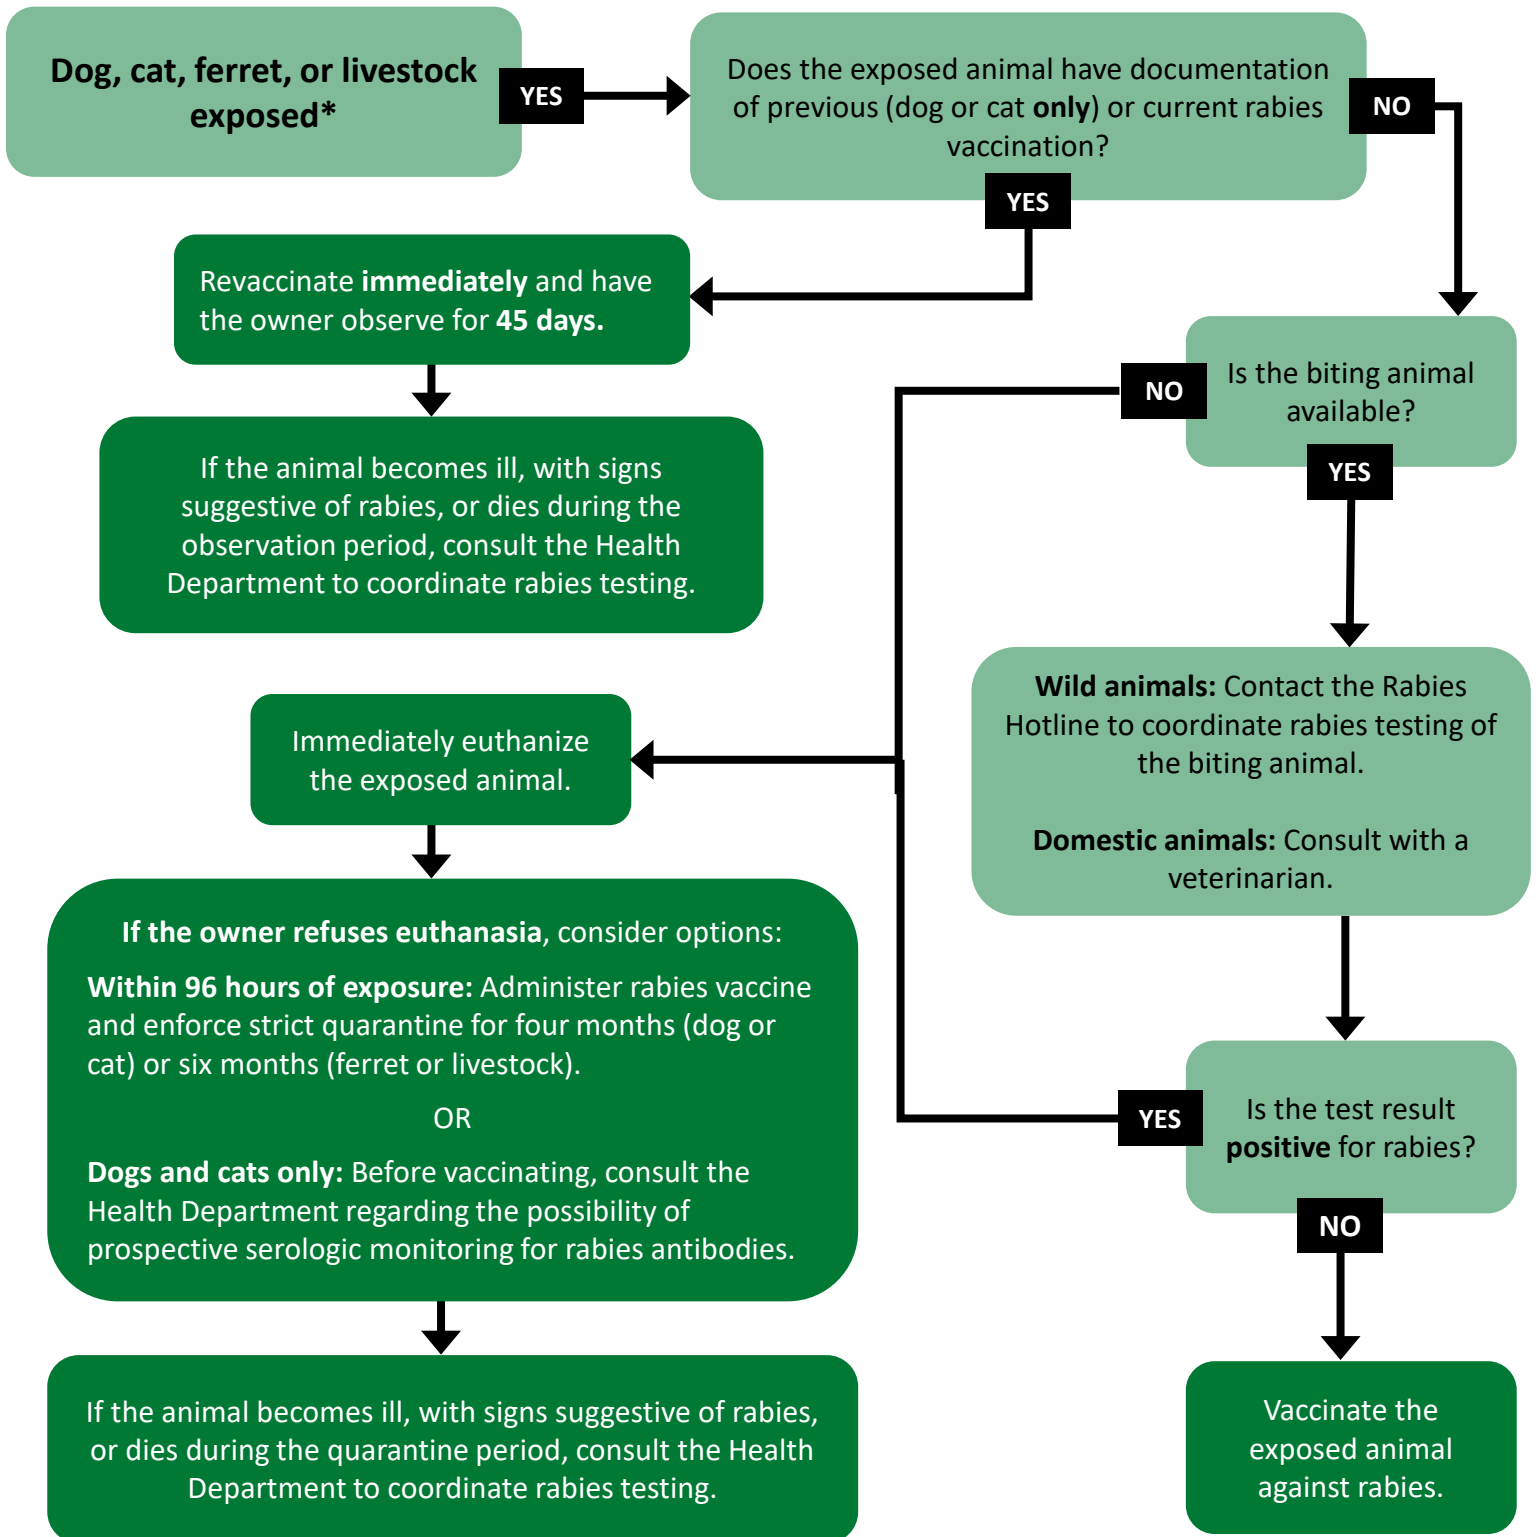 Dog, cat, ferret, or livestock
exposed*
YES
Does the exposed animal have documentation
of previous (dog or cat only) or current rabies
vaccination?
NO
YES
Revaccinate immediately and have
the owner observe for 45 days.
If the animal becomes ill, with signs
suggestive of rabies, or dies during the
observation period, consult the Health
Department to coordinate rabies testing.
Is the biting animal
available?
NO
YES
Wild animals: Contact the Rabies
Hotline to coordinate rabies testing of
the biting animal.
Domestic animals: Consult with a
veterinarian.
Immediately euthanize
the exposed animal.
If the owner refuses euthanasia, consider options:
Within 96 hours of exposure: Administer rabies vaccine
and enforce strict quarantine for four months (dog or
cat) or six months (ferret or livestock).
OR
Dogs and cats only: Before vaccinating, consult the
Health Department regarding the possibility of
prospective serologic monitoring for rabies antibodies.
If the animal becomes ill, with signs suggestive of rabies,
or dies during the quarantine period, consult the Health
Department to coordinate rabies testing.
Is the test result
positive for rabies?
YES
NO
Vaccinate the
exposed animal
against rabies.